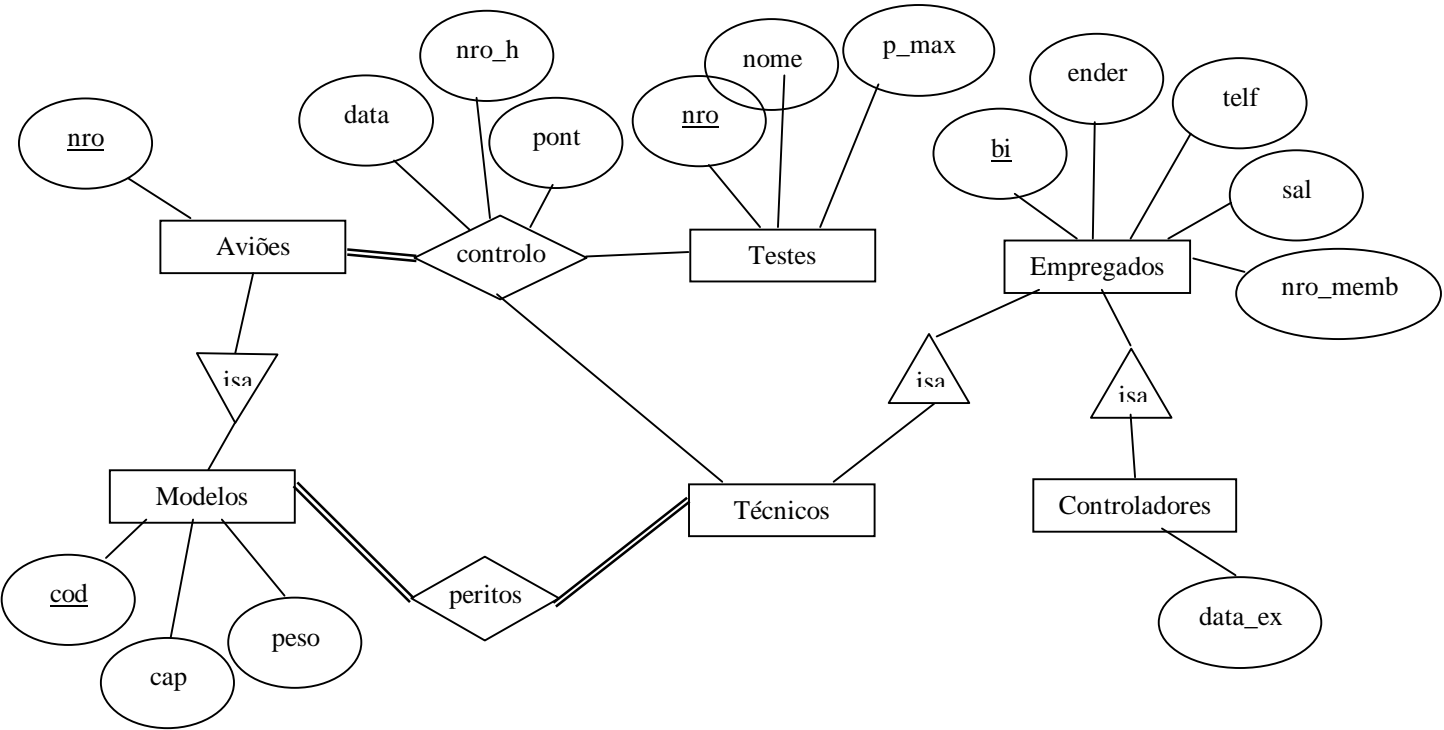 nro
data
nro_h
pont
nro
nome
p_max
bi
ender
telf
sal
nro_memb
Aviões
controlo
Testes
Empregados
isa
isa
isa
Modelos
Técnicos
Controladores
cod
cap
peso
peritos
data_ex